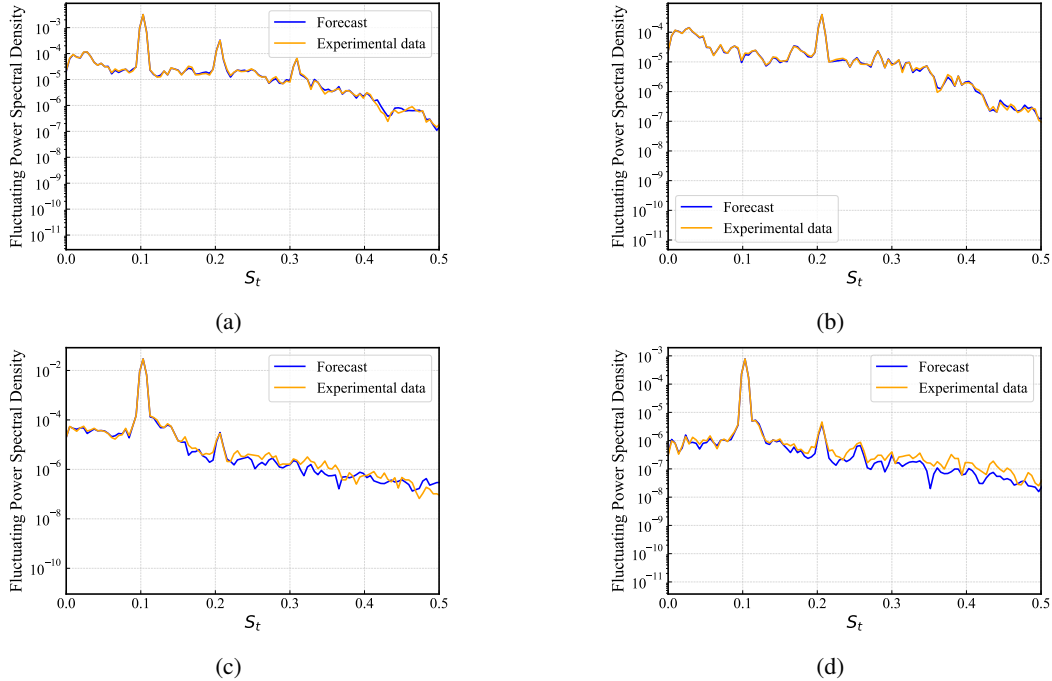 Fluctuating Power Spectral Density
10⁻³
10⁻⁴
10⁻⁵
10⁻⁶
10⁻⁷
10⁻⁸
10⁻⁹
10⁻¹⁰
10⁻¹¹
Forecast
Experimental data
0.0 0.1 0.2 0.3 0.4 0.5
Sₜ
(a)
Fluctuating Power Spectral Density
10⁻⁴
10⁻⁵
10⁻⁶
10⁻⁷
10⁻⁸
10⁻⁹
10⁻¹⁰
10⁻¹¹
Forecast
Experimental data
0.0 0.1 0.2 0.3 0.4 0.5
Sₜ
(b)
Fluctuating Power Spectral Density
10⁻²
10⁻⁴
10⁻⁶
10⁻⁸
10⁻¹⁰
Forecast
Experimental data
0.0 0.1 0.2 0.3 0.4 0.5
Sₜ
(c)
Fluctuating Power Spectral Density
10⁻³
10⁻⁴
10⁻⁵
10⁻⁶
10⁻⁷
10⁻⁸
10⁻⁹
10⁻¹⁰
10⁻¹¹
Forecast
Experimental data
0.0 0.1 0.2 0.3 0.4 0.5
Sₜ
(d)